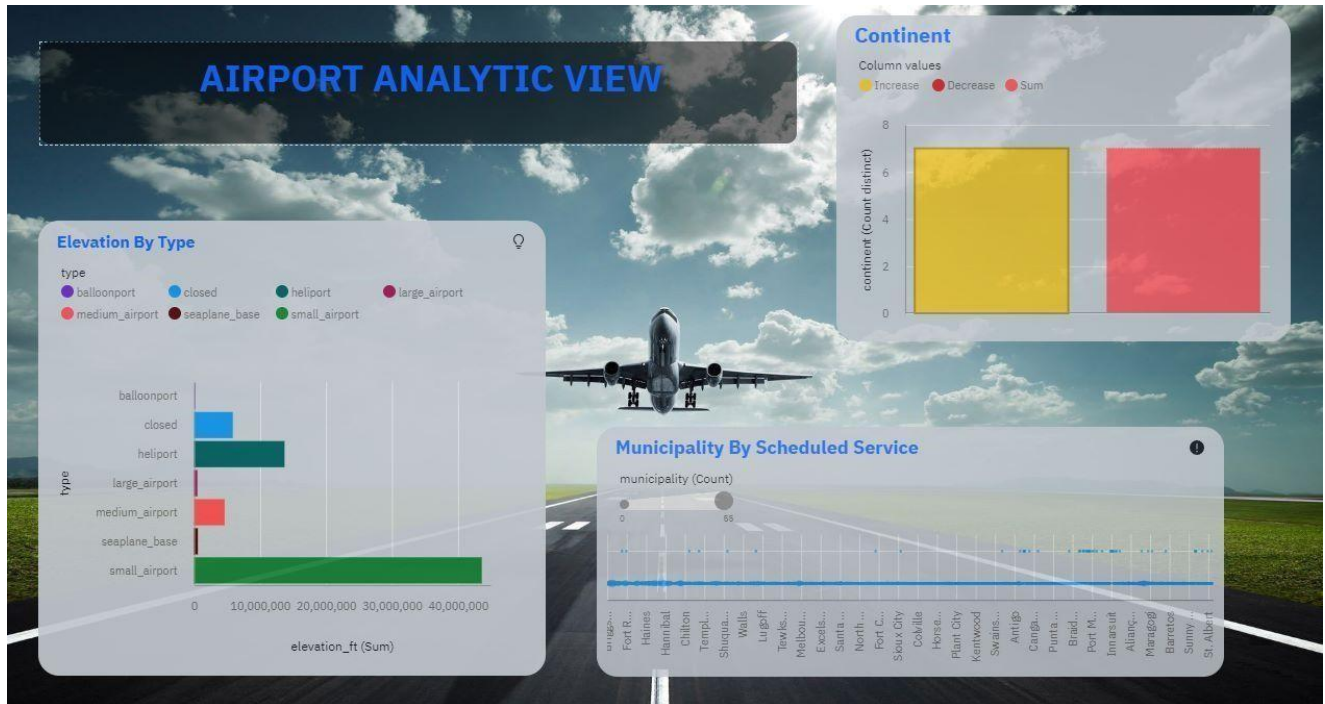 AIRPORT ANALYTIC VIEW
Continent
Column values
Increase Decrease Sum
continent (Count distinct)
8
6
4
2
0
Elevation By Type
type
balloonport closed heliport large_airport
medium_airport seaplane_base small_airport
type
balloonport
closed
heliport
large_airport
medium_airport
seaplane_base
small_airport
0 10,000,000 20,000,000 30,000,000 40,000,000
elevation_ft (Sum)
Municipality By Scheduled Service
municipality (Count)
0 55
Fort R...
Haines
Hannibal
Chilton
Templ...
Shuqua...
Walls
Lugoff
Tewks...
Melbou...
Excels...
Santa ...
North ...
Fort C...
Sioux City
Colville
Horse...
Plant City
Kentwood
Swains...
Antigo
Canga...
Punta ...
Braid...
Port M...
Innarsuit
Alianç...
Maragogi
Barretos
Sunny ...
St. Albert